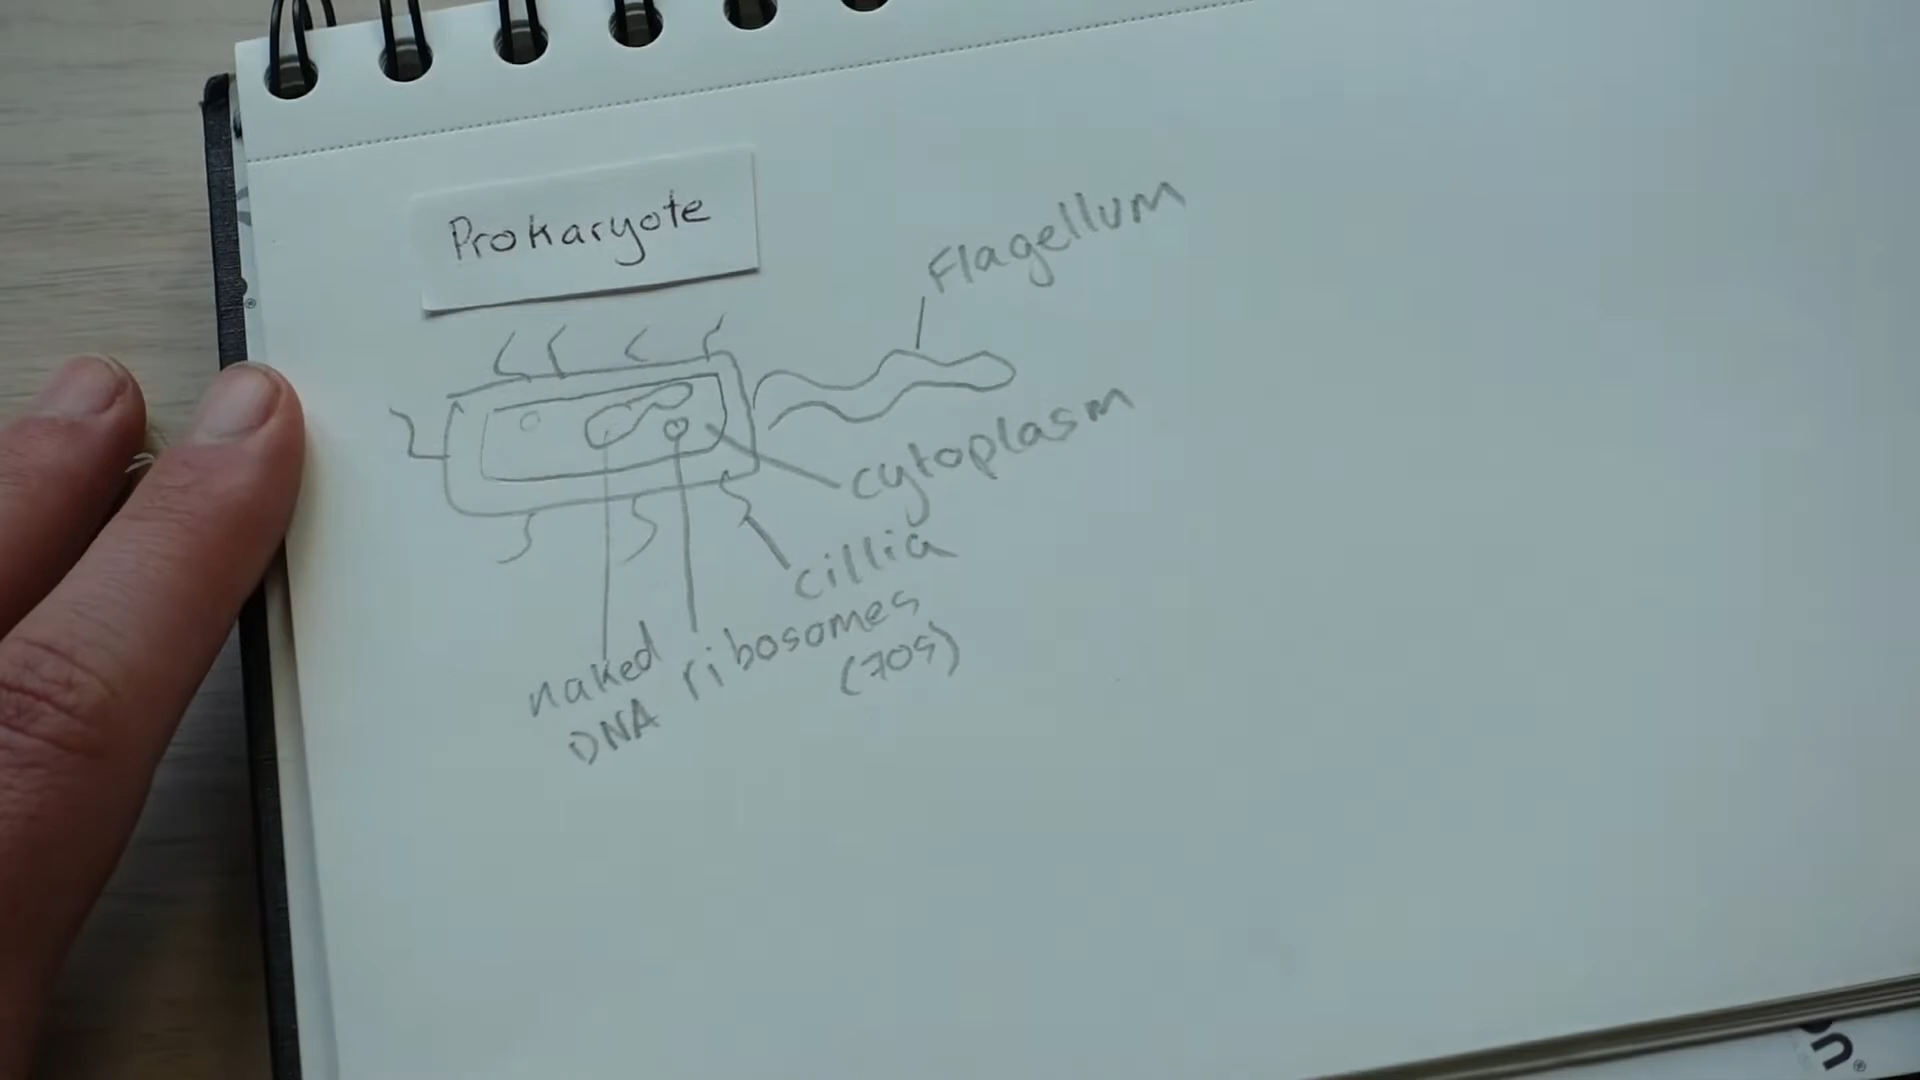 Prokaryote
Flagellum
cytoplasm
cillia
ribosomes
(70s)
naked
DNA